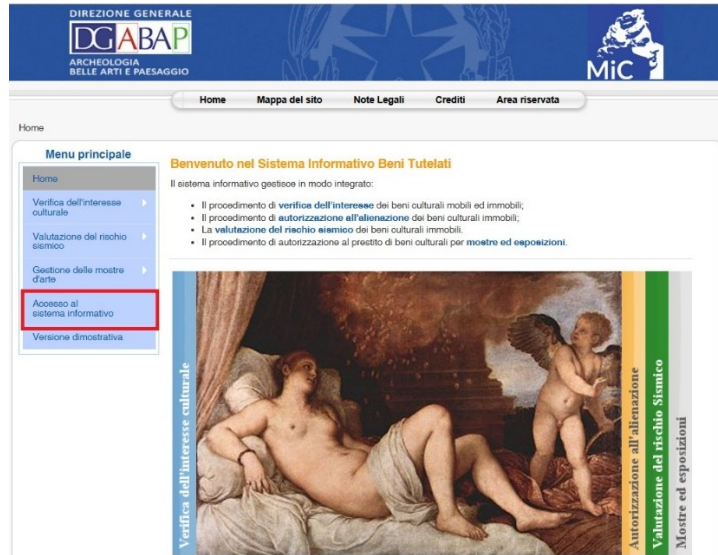 DIREZIONE GENERALE
DGABAP
ARCHEOLOGIA
BELLE ARTI E PAESAGGIO
MiC
Home Mappa del sito Note Legali Crediti Area riservata
Home
Menu principale
Home
Verifica dell'interesse
culturale
Valutazione del rischio
sismico
Gestione delle mostre
d'arte
Accesso al
sistema informativo
Versione dimostrativa
Benvenuto nel Sistema Informativo Beni Tutelati
Il sistema informativo gestisce in modo integrato:
• Il procedimento di verifica dell'interesse dei beni culturali mobili ed immobili;
• Il procedimento di autorizzazione all'alienazione dei beni culturali immobili;
• La valutazione del rischio sismico dei beni culturali immobili.
• Il procedimento di autorizzazione al prestito di beni culturali per mostre ed esposizioni.
Verifica dell'interesse culturale
Autorizzazione all'alienazione
Valutazione del rischio Sismico
Mostre ed esposizioni